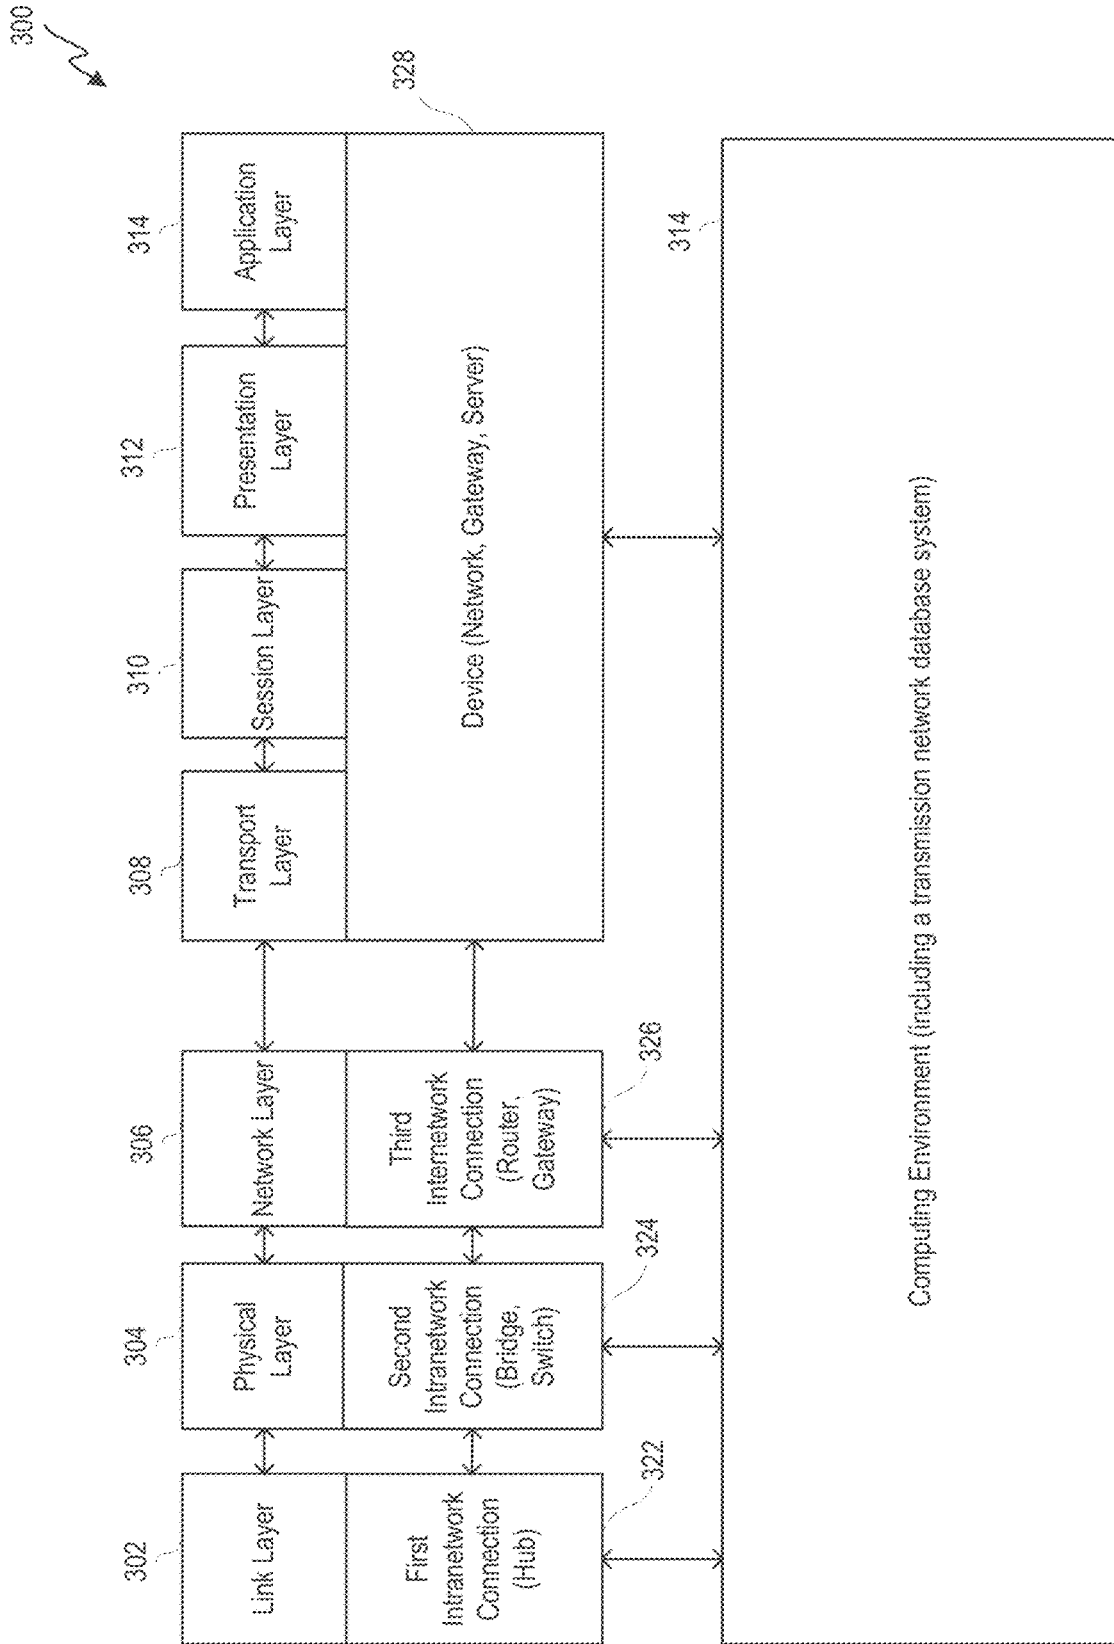 300
302
304
306
308
310
312
314
Link Layer
Physical
Layer
Network Layer
Transport
Layer
Session Layer
Presentation
Layer
Application
Layer
First
Intranetwork
Connection
(Hub)
Second
Intranetwork
Connection
(Bridge,
Switch)
Third
Internetwork
Connection
(Router,
Gateway)
Device (Network, Gateway, Server)
328
322
324
326
314
Computing Environment (including a transmission network database system)